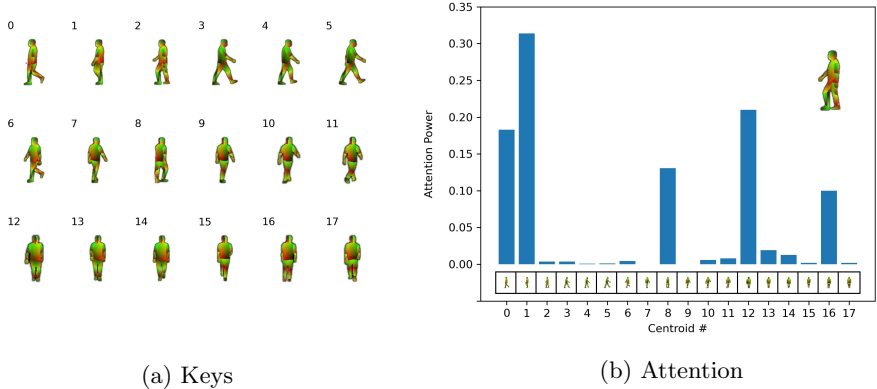 0 1 2 3 4 5
6 7 8 9 10 11
12 13 14 15 16 17
(a) Keys
0.35
0.30
0.25
0.20
0.15
0.10
0.05
0.00
Attention Power
0 1 2 3 4 5 6 7 8 9 10 11 12 13 14 15 16 17
Centroid #
(b) Attention